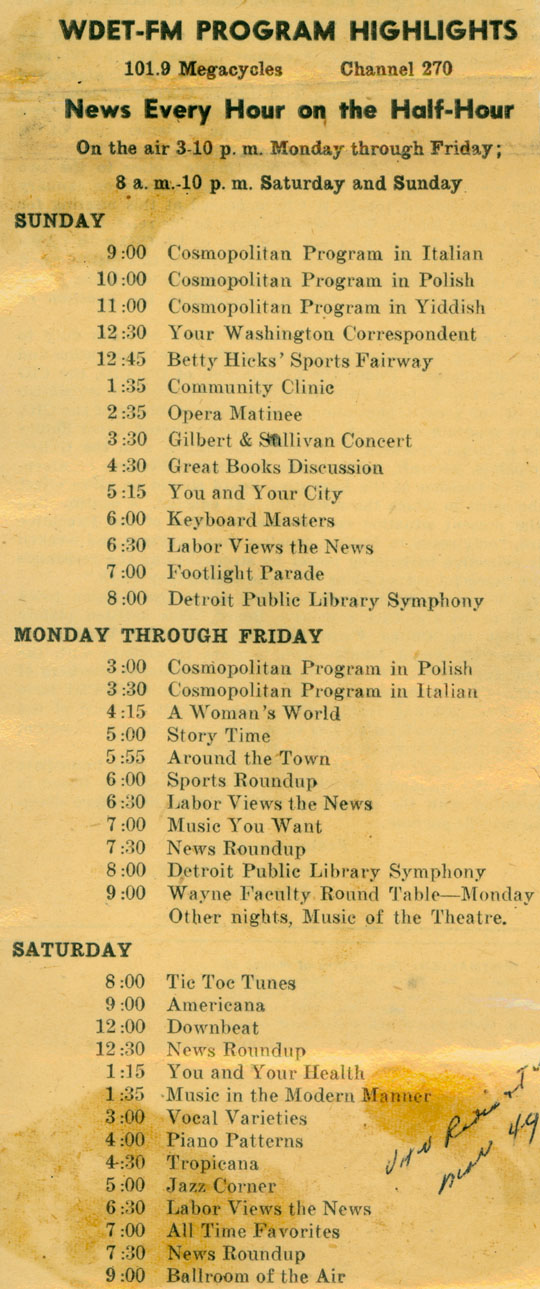 WDET-FM PROGRAM HIGHLIGHTS
101.9 Megacycles Channel 270
News Every Hour on the Half-Hour
On the air 3-10 p. m. Monday through Friday;
8 a. m.-10 p. m. Saturday and Sunday
SUNDAY
9:00 Cosmopolitan Program in Italian
10:00 Cosmopolitan Program in Polish
11:00 Cosmopolitan Program in Yiddish
12:30 Your Washington Correspondent
12:45 Betty Hicks' Sports Fairway
1:35 Community Clinic
2:35 Opera Matinee
3:30 Gilbert & Sullivan Concert
4:30 Great Books Discussion
5:15 You and Your City
6:00 Keyboard Masters
6:30 Labor Views the News
7:00 Footlight Parade
8:00 Detroit Public Library Symphony
MONDAY THROUGH FRIDAY
3:00 Cosmopolitan Program in Polish
3:30 Cosmopolitan Program in Italian
4:15 A Woman's World
5:00 Story Time
5:55 Around the Town
6:00 Sports Roundup
6:30 Labor Views the News
7:00 Music You Want
7:30 News Roundup
8:00 Detroit Public Library Symphony
9:00 Wayne Faculty Round Table—Monday
Other nights, Music of the Theatre.
SATURDAY
8:00 Tic Toc Tunes
9:00 Americana
12:00 Downbeat
12:30 News Roundup
1:15 You and Your Health
1:35 Music in the Modern Manner
3:00 Vocal Varieties
4:00 Piano Patterns
4:30 Tropicana
5:00 Jazz Corner
6:30 Labor Views the News
7:00 All Time Favorites
7:30 News Roundup
9:00 Ballroom of the Air
49